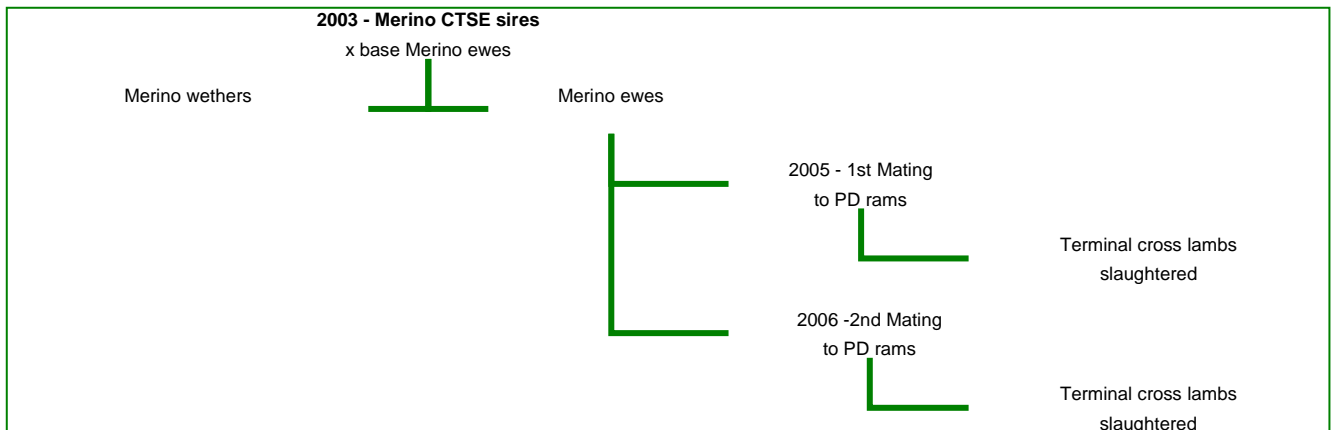 2003 - Merino CTSE sires
x base Merino ewes
Merino wethers
Merino ewes
2005 - 1st Mating
to PD rams
Terminal cross lambs
slaughtered
2006 -2nd Mating
to PD rams
Terminal cross lambs
slaughtered